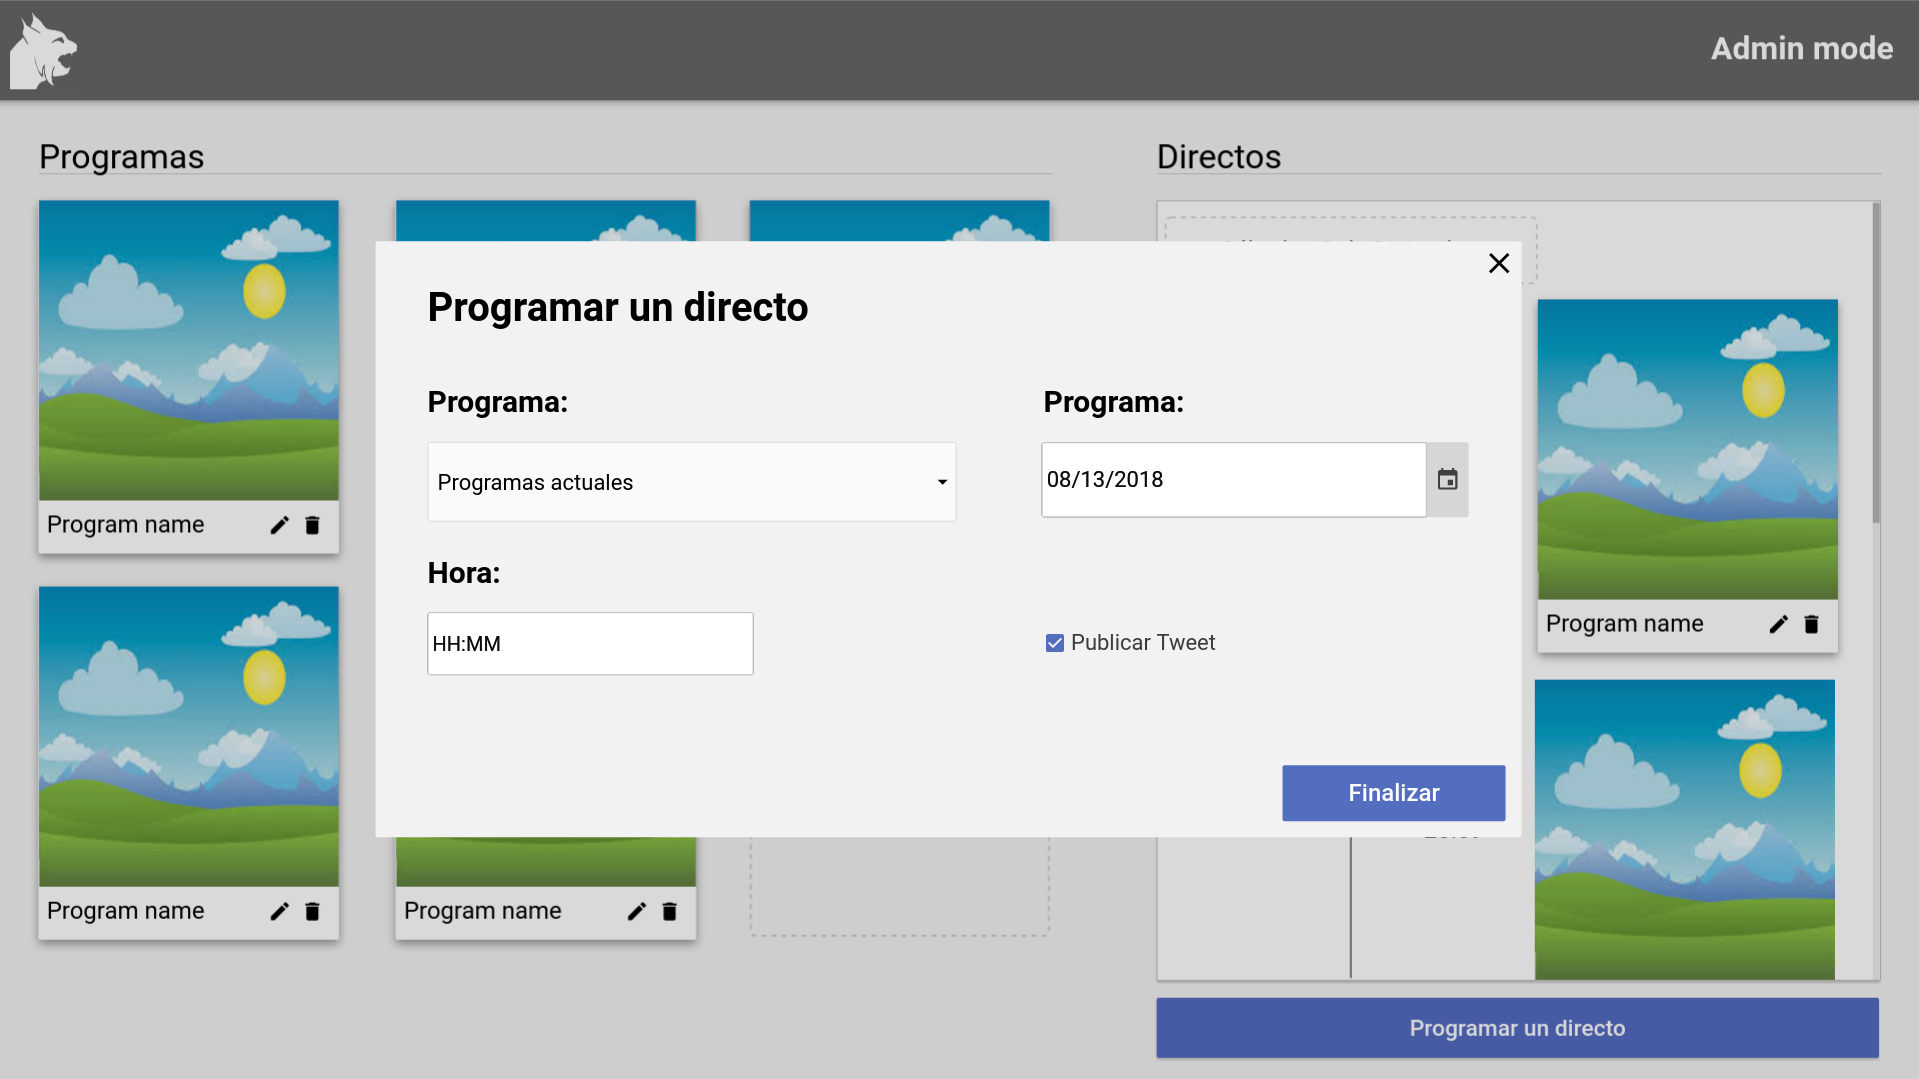 Admin mode
Programas
Directos
Programar un directo
Programa:
Programa:
Programas actuales
08/13/2018
Hora:
HH:MM
Publicar Tweet
Finalizar
Program name
Program name
Program name
Program name
Programar un directo